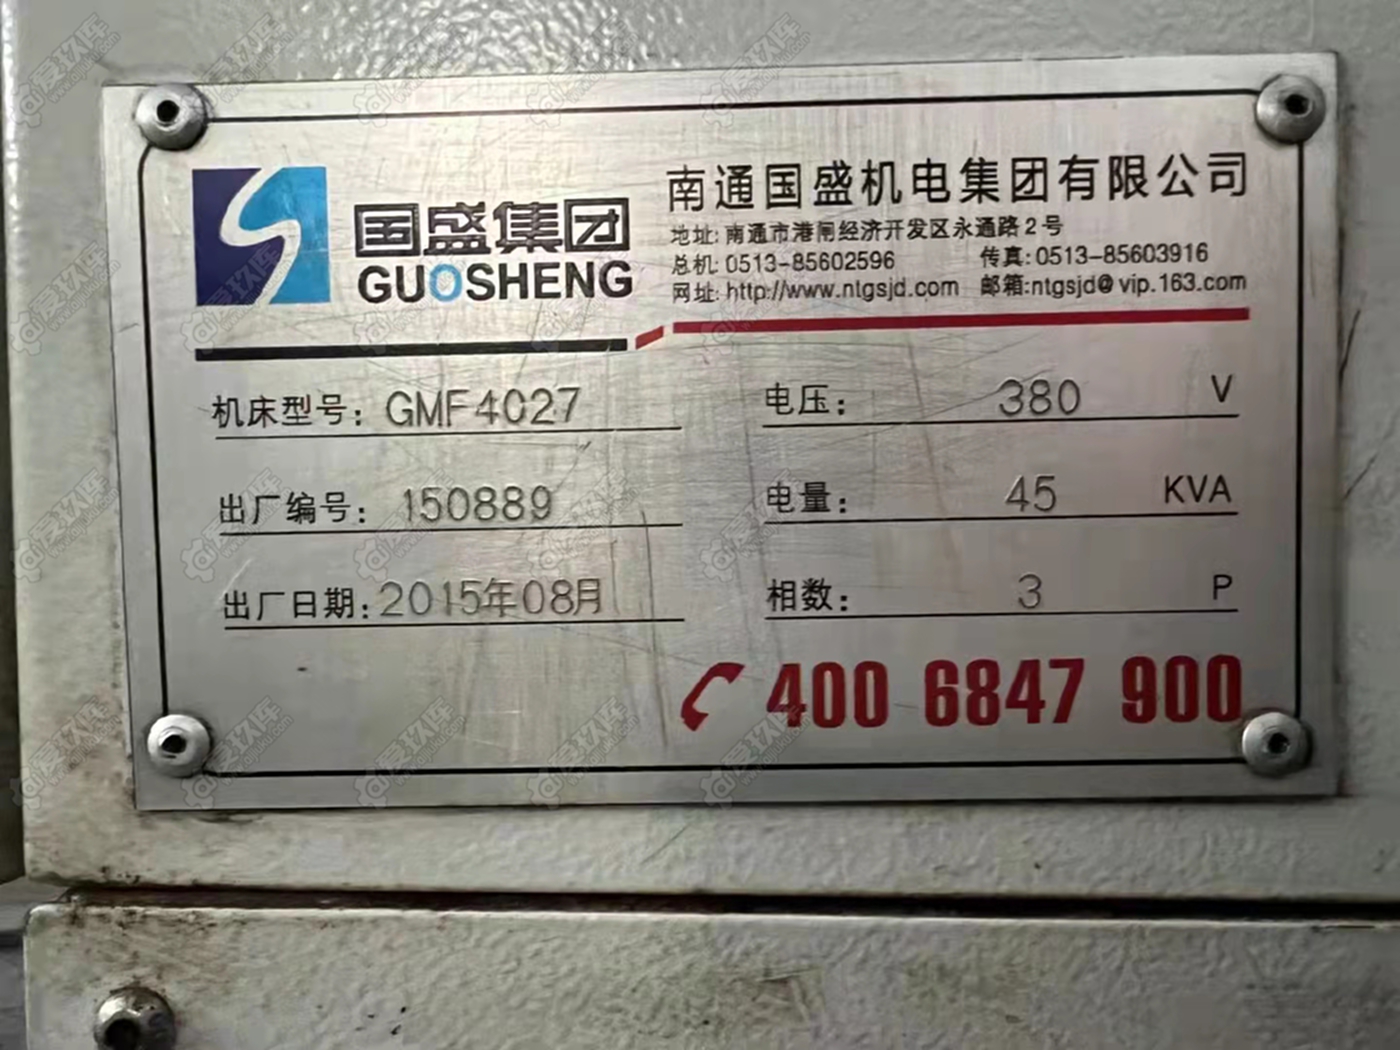 国盛集团
GUOSHENG
南通国盛机电集团有限公司
地址: 南通市港闸经济开发区永通路2号
总机: 0513-85602596 传真: 0513-85603916
网址: http://www.ntgsjd.com 邮箱:ntgsjd@vip.163.com
机床型号: GMF4027
电压: 380 V
出厂编号: 150889
电量: 45 KVA
出厂日期: 2015年08月
相数: 3 P
400 6847 900